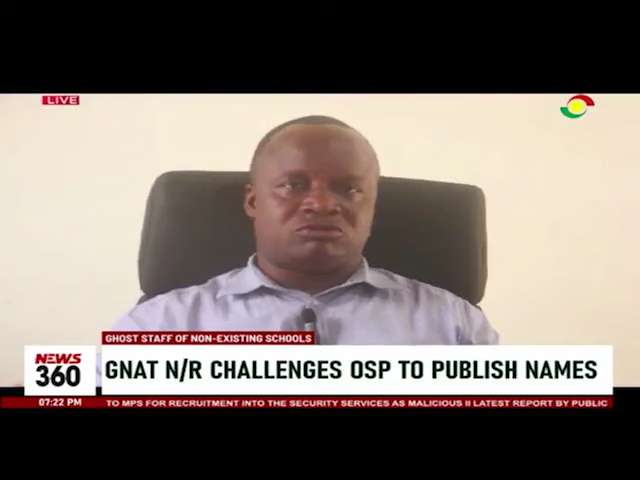 LIVE
GHOST STAFF OF NON-EXISTING SCHOOLS
NEWS
360
GNAT N/R CHALLENGES OSP TO PUBLISH NAMES
07:22 PM
TO MPS FOR RECRUITMENT INTO THE SECURITY SERVICES AS MALICIOUS II LATEST REPORT BY PUBLIC